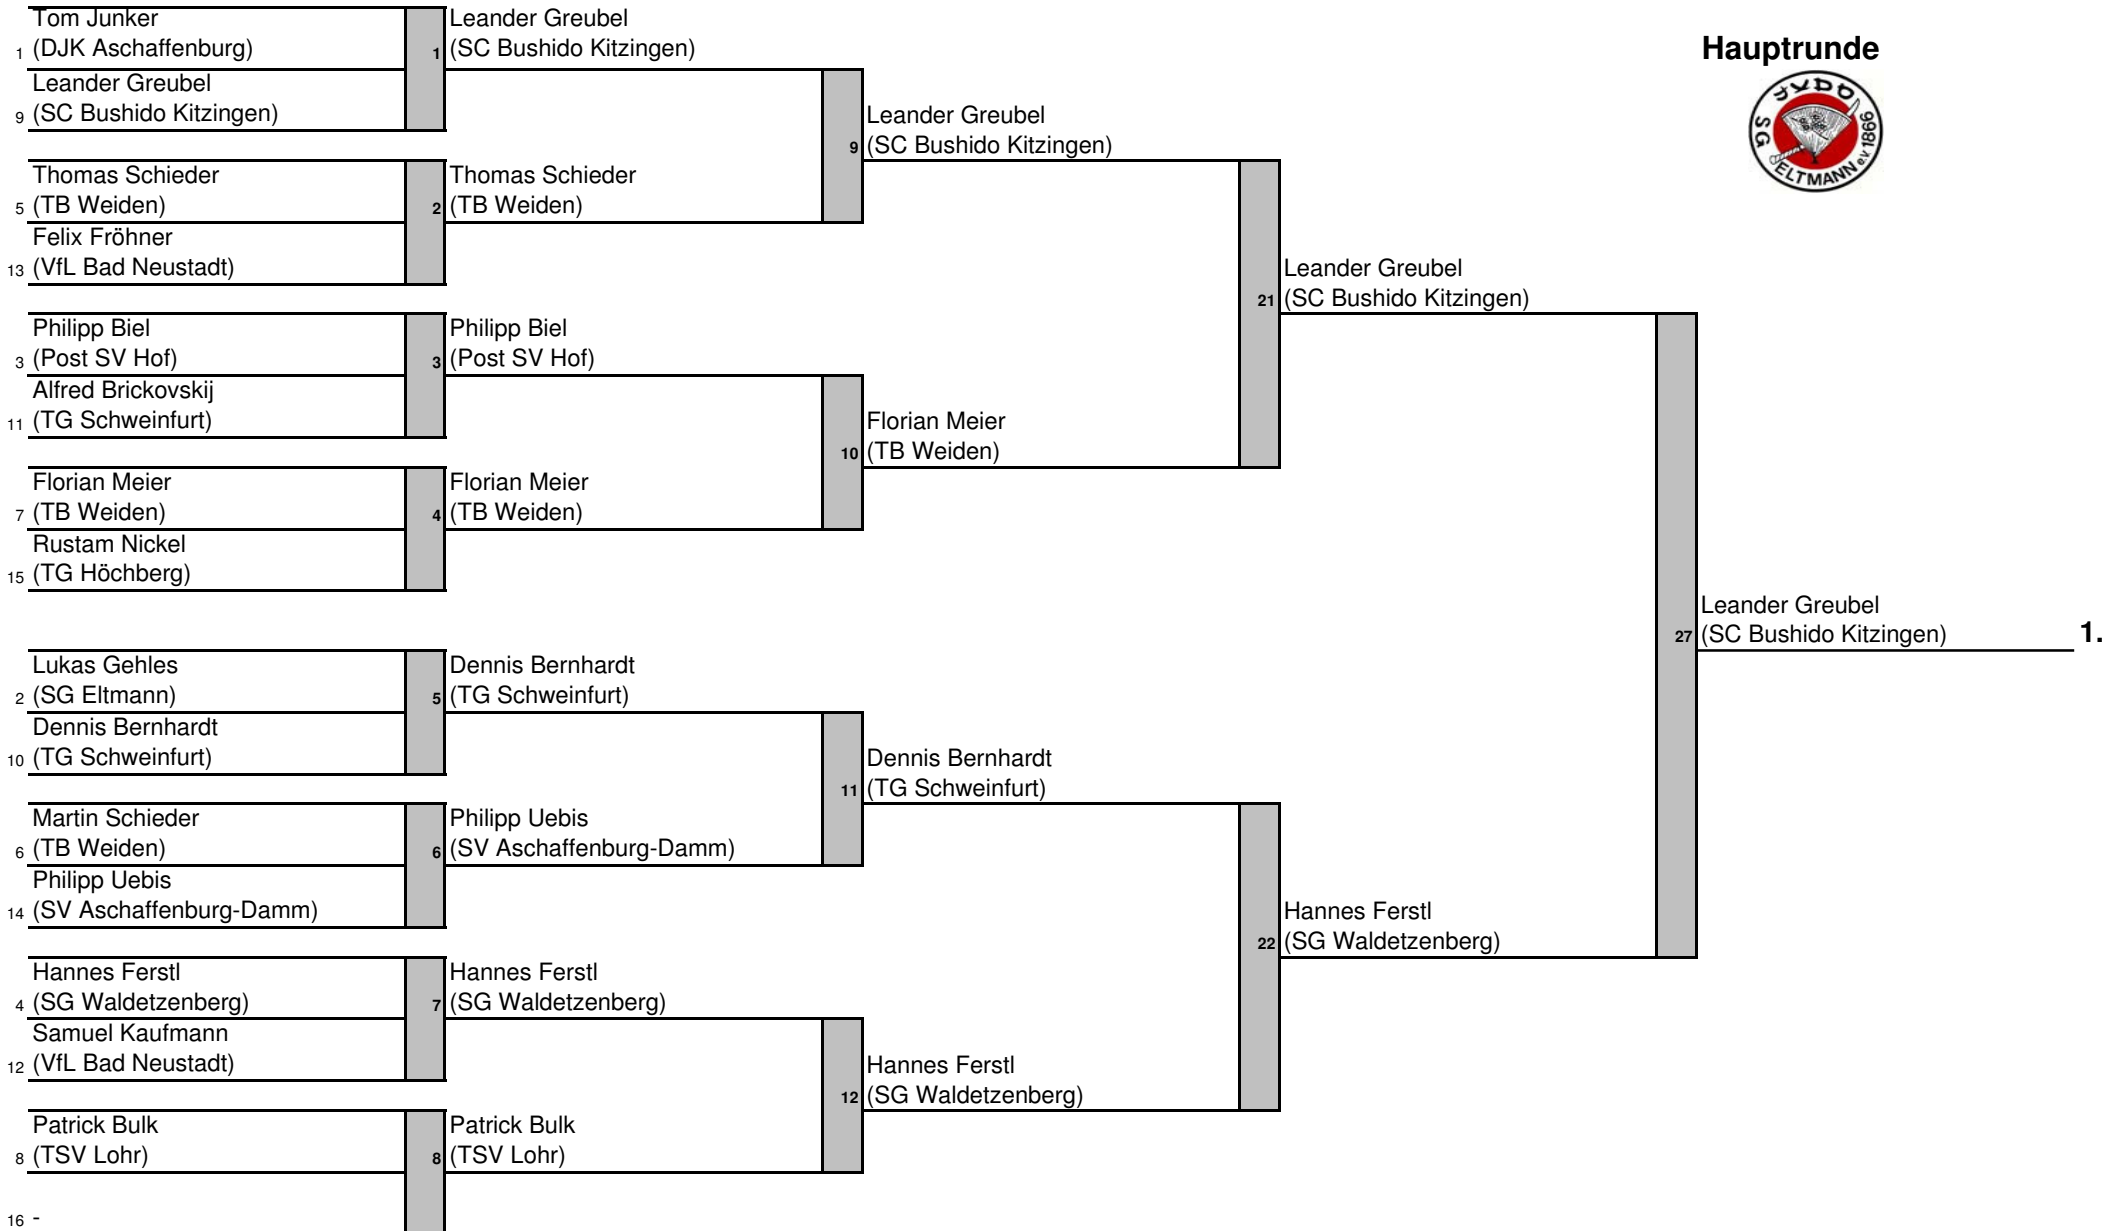 Hauptrunde
JUDO
SG ELTMANN e.V. 1866
Tom Junker
1 (DJK Aschaffenburg)
Leander Greubel
9 (SC Bushido Kitzingen)
Thomas Schieder
5 (TB Weiden)
Felix Fröhner
13 (VfL Bad Neustadt)
Philipp Biel
3 (Post SV Hof)
Alfred Brickovskij
11 (TG Schweinfurt)
Florian Meier
7 (TB Weiden)
Rustam Nickel
15 (TG Höchberg)
Lukas Gehles
2 (SG Eltmann)
Dennis Bernhardt
10 (TG Schweinfurt)
Martin Schieder
6 (TB Weiden)
Philipp Uebis
14 (SV Aschaffenburg-Damm)
Hannes Ferstl
4 (SG Waldetzenberg)
Samuel Kaufmann
12 (VfL Bad Neustadt)
Patrick Bulk
8 (TSV Lohr)
16 -
Leander Greubel
1 (SC Bushido Kitzingen)
Thomas Schieder
2 (TB Weiden)
Philipp Biel
3 (Post SV Hof)
Florian Meier
4 (TB Weiden)
Dennis Bernhardt
5 (TG Schweinfurt)
Philipp Uebis
6 (SV Aschaffenburg-Damm)
Hannes Ferstl
7 (SG Waldetzenberg)
Patrick Bulk
8 (TSV Lohr)
Leander Greubel
9 (SC Bushido Kitzingen)
Florian Meier
10 (TB Weiden)
Dennis Bernhardt
11 (TG Schweinfurt)
Hannes Ferstl
12 (SG Waldetzenberg)
Leander Greubel
21 (SC Bushido Kitzingen)
Hannes Ferstl
22 (SG Waldetzenberg)
Leander Greubel
27 (SC Bushido Kitzingen) 1.